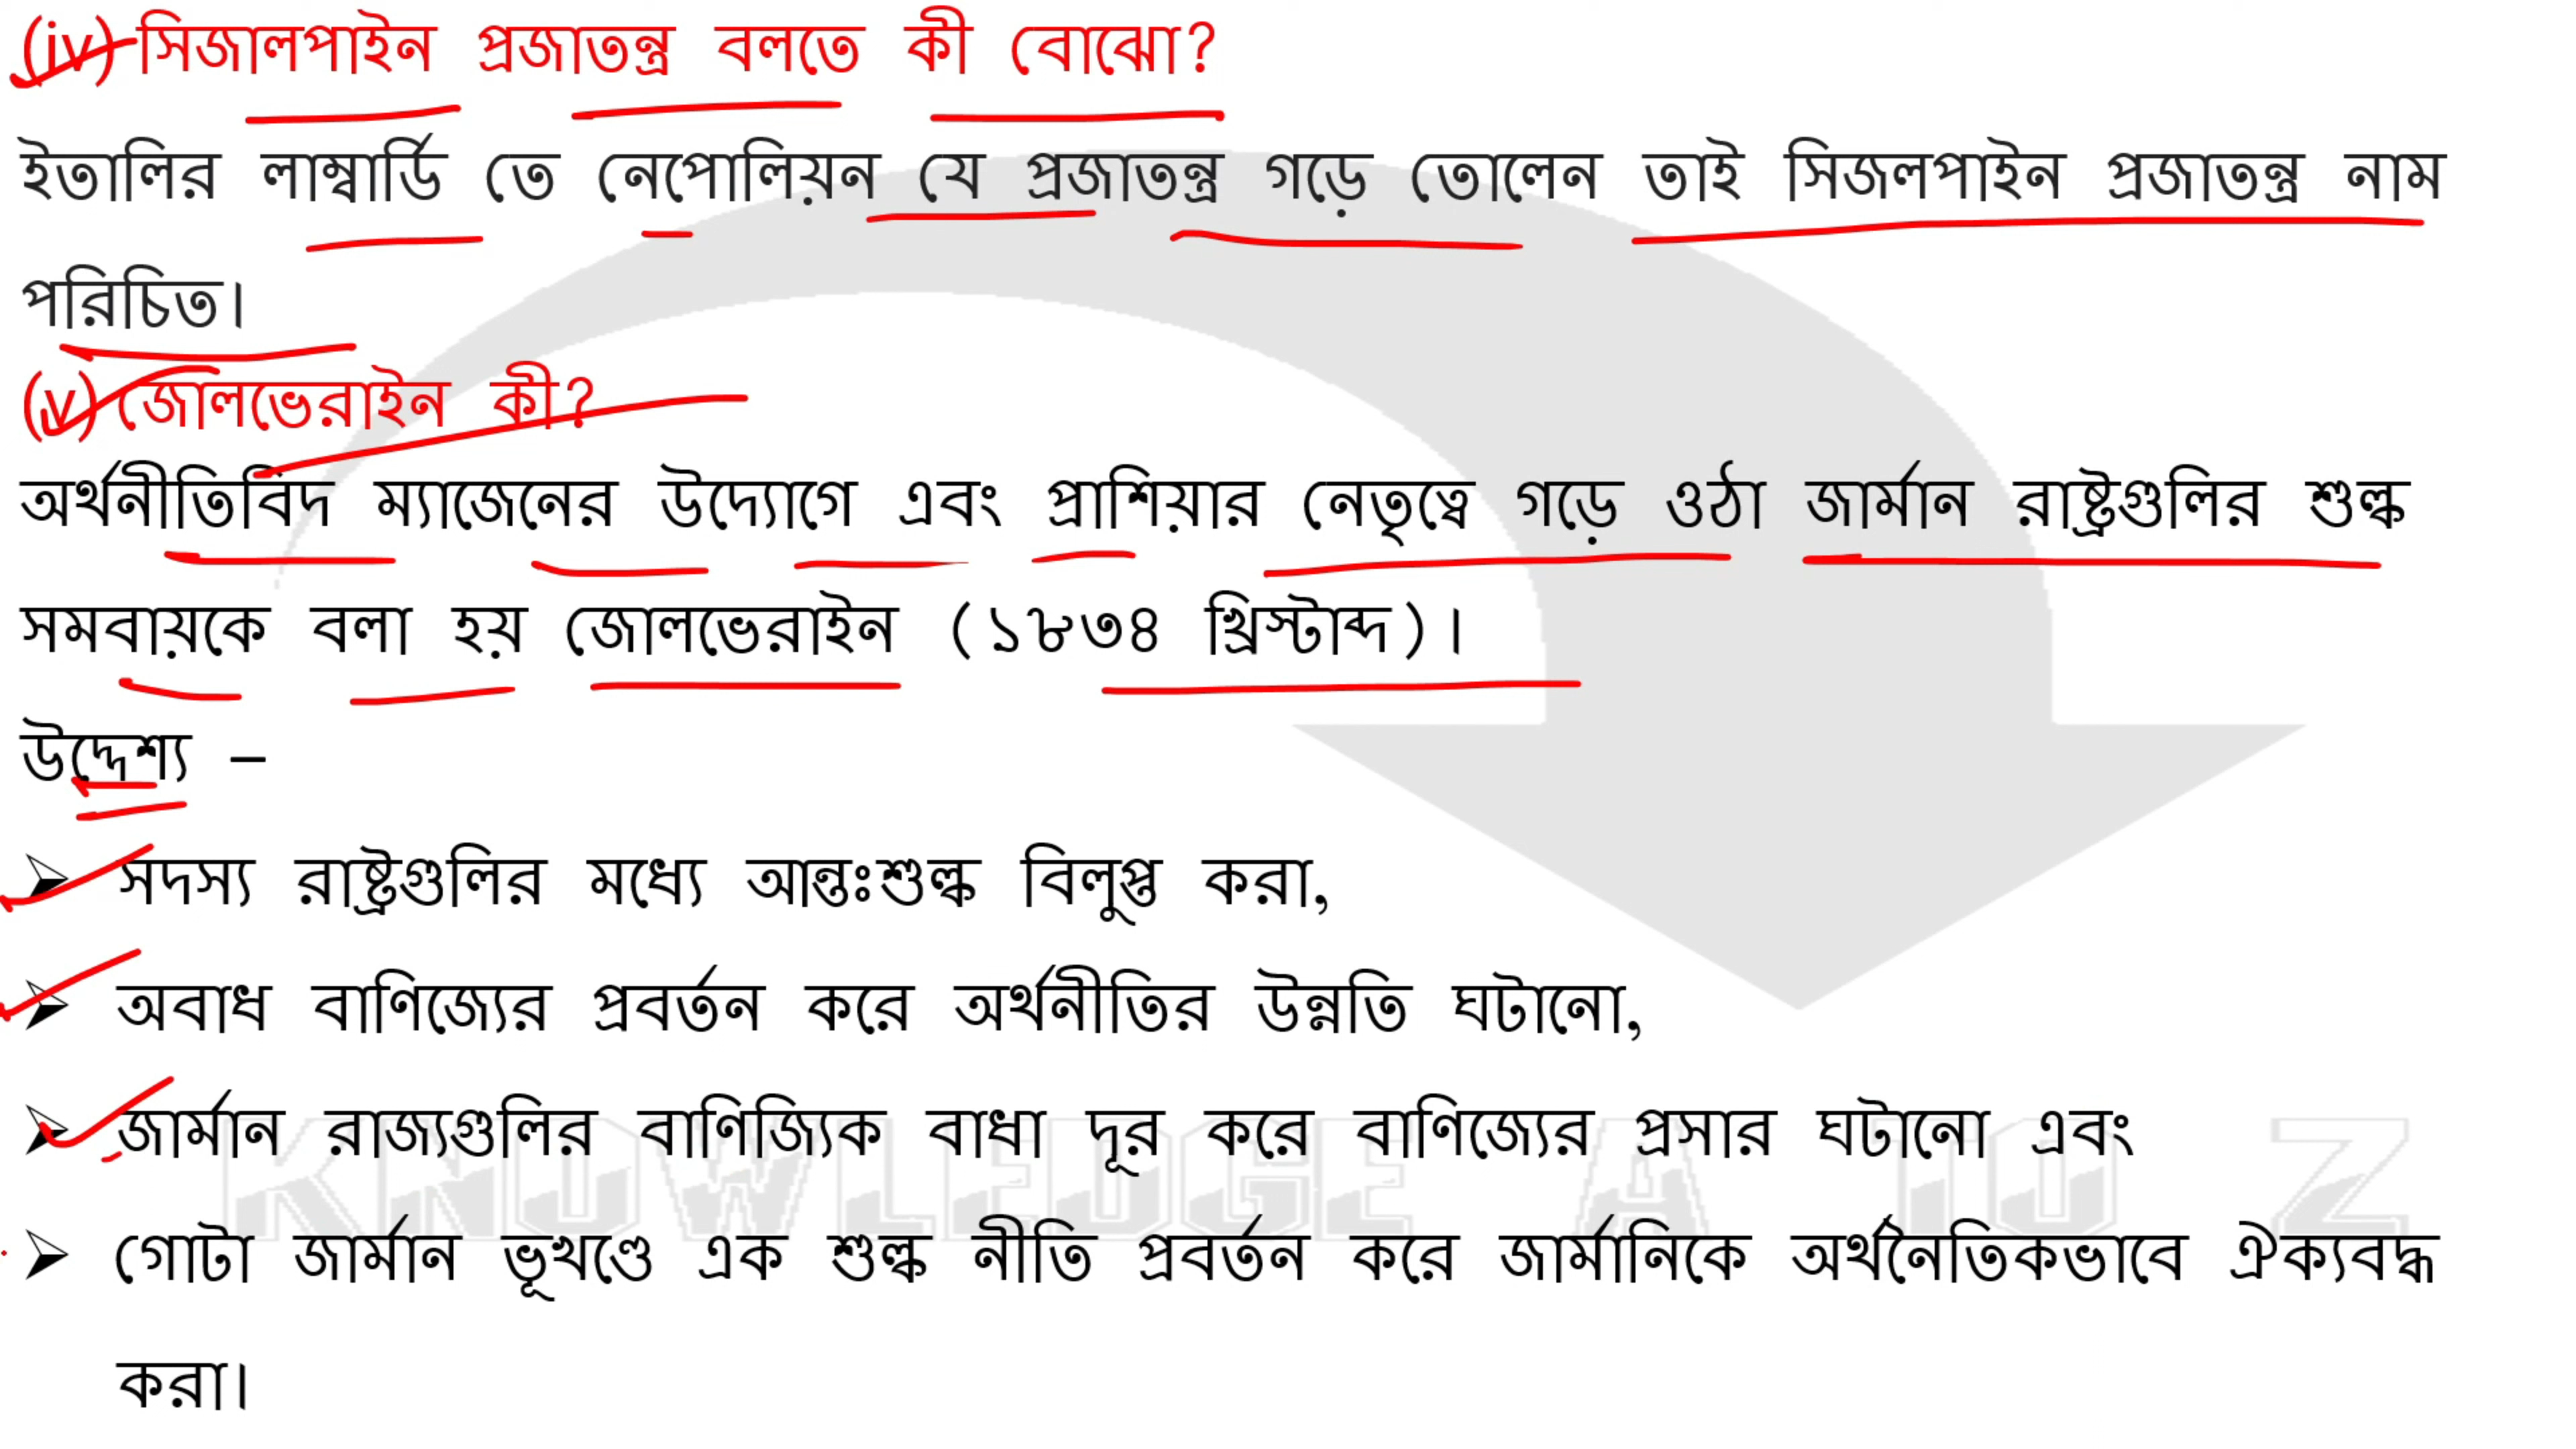 (iv) সিজালপাইন প্রজাতন্ত্র বলতে কী বোঝো?
ইতালির লাম্বার্ডি তে নেপোলিয়ন যে প্রজাতন্ত্র গড়ে তোলেন তাই সিজলপাইন প্রজাতন্ত্র নাম
পরিচিত।
(v) জোলভেরাইন কী?
অর্থনীতিবিদ ম্যাজেনের উদ্যোগে এবং প্রাশিয়ার নেতৃত্বে গড়ে ওঠা জার্মান রাষ্ট্রগুলির শুল্ক
সমবায়কে বলা হয় জোলভেরাইন (১৮৩৪ খ্রিস্টাব্দ)।
উদ্দেশ্য –
➢ সদস্য রাষ্ট্রগুলির মধ্যে আন্তঃশুল্ক বিলুপ্ত করা,
➢ অবাধ বাণিজ্যের প্রবর্তন করে অর্থনীতির উন্নতি ঘটানো,
➢ জার্মান রাজ্যগুলির বাণিজ্যিক বাধা দূর করে বাণিজ্যের প্রসার ঘটানো এবং
KNOWLEDGE A TO Z
➢ গোটা জার্মান ভূখণ্ডে এক শুল্ক নীতি প্রবর্তন করে জার্মানিকে অর্থনৈতিকভাবে ঐক্যবদ্ধ
করা।